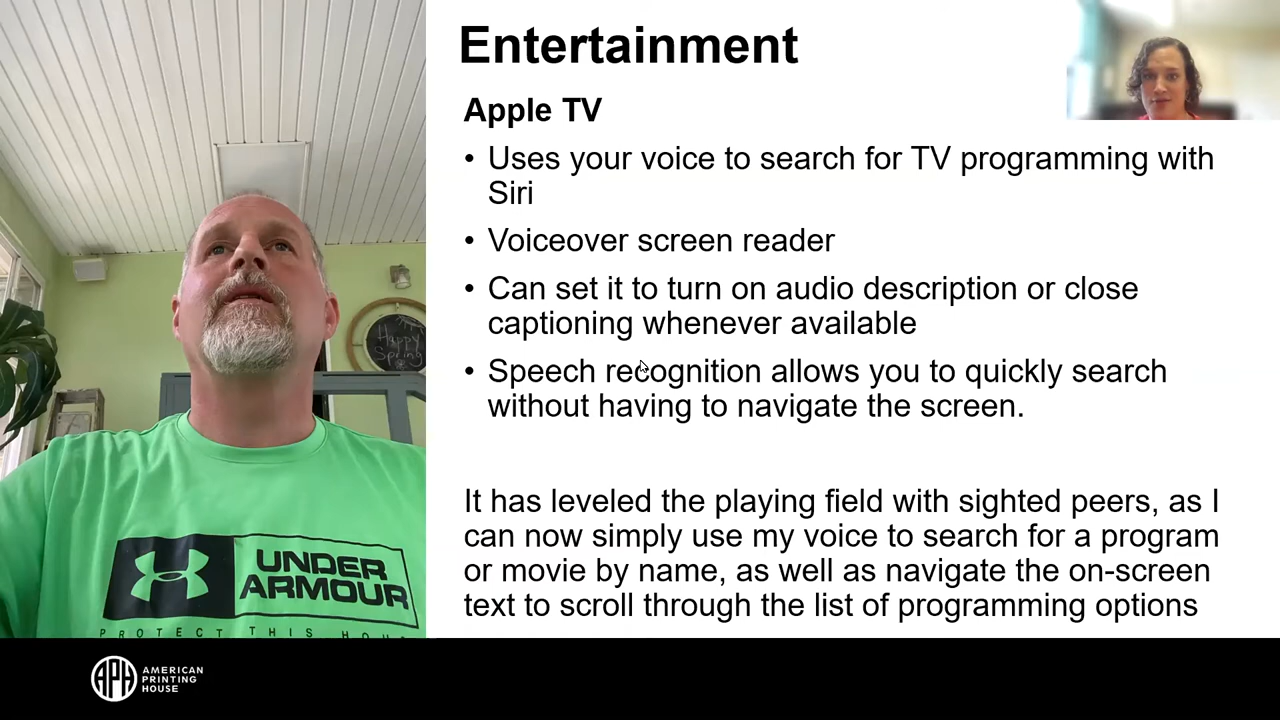 Entertainment
Apple TV
• Uses your voice to search for TV programming with
Siri
• Voiceover screen reader
• Can set it to turn on audio description or close
captioning whenever available
• Speech recognition allows you to quickly search
without having to navigate the screen.
It has leveled the playing field with sighted peers, as I
can now simply use my voice to search for a program
or movie by name, as well as navigate the on-screen
text to scroll through the list of programming options
Happy
Spring
UNDER
ARMOUR
PROTECT THIS
APH
AMERICAN
PRINTING
HOUSE